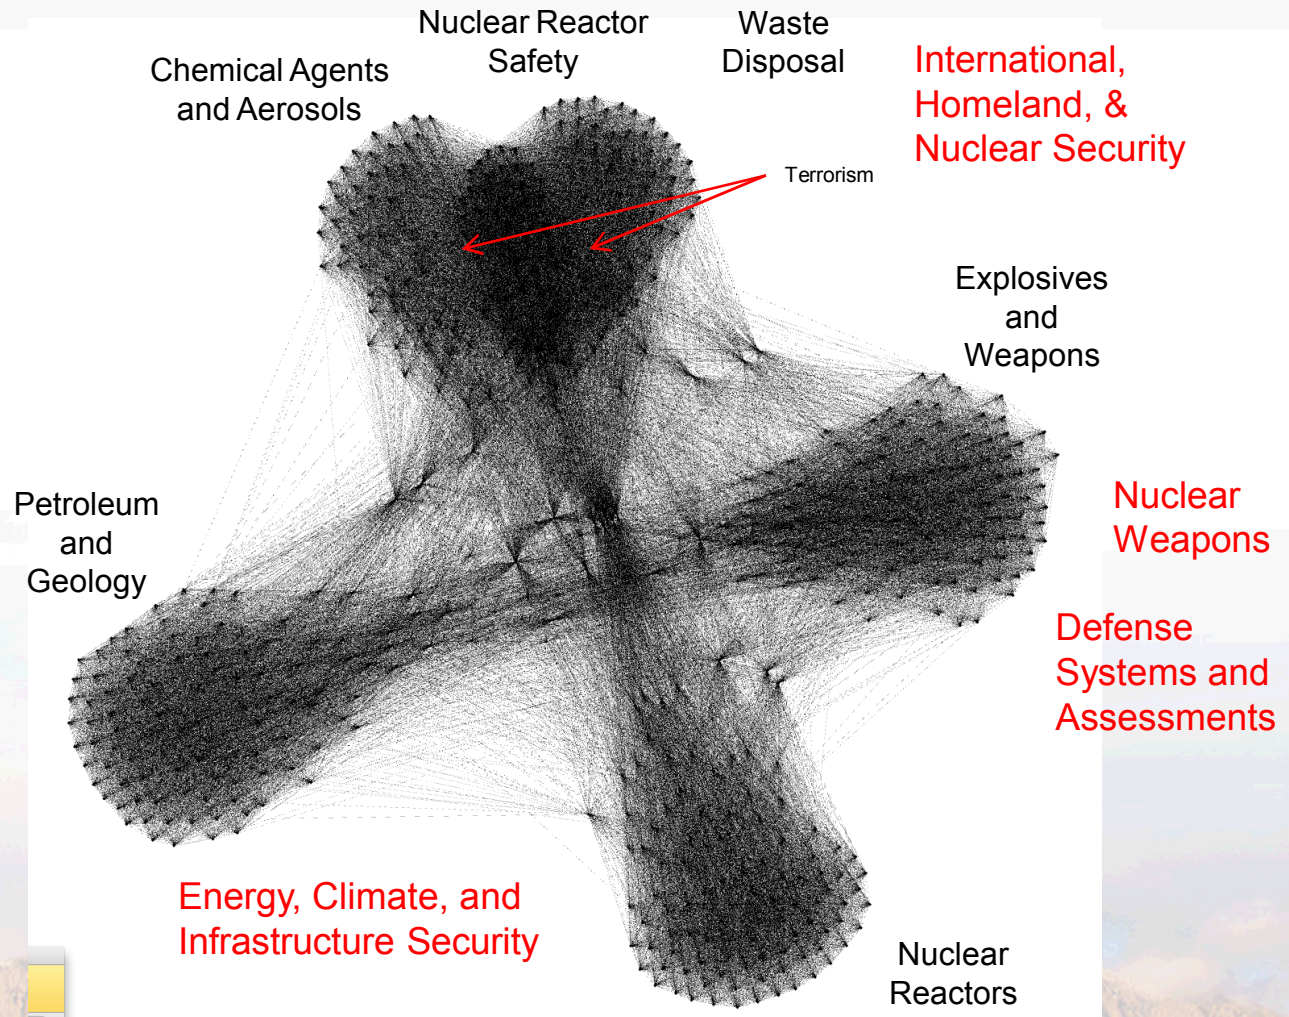 Nuclear Reactor
Safety
Waste
Disposal
Chemical Agents
and Aerosols
International,
Homeland, &
Nuclear Security
Terrorism
Explosives
and
Weapons
Petroleum
and
Geology
Nuclear
Weapons
Defense
Systems and
Assessments
Energy, Climate, and
Infrastructure Security
Nuclear
Reactors